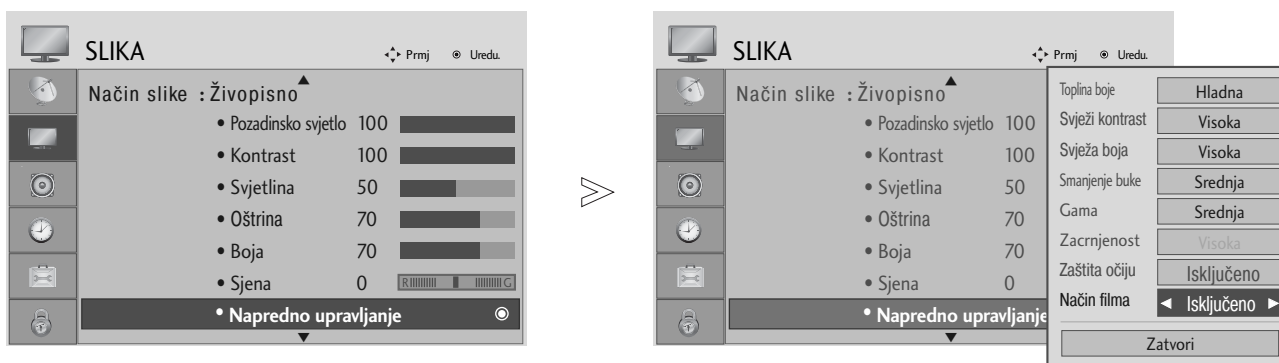 SLIKA
Prmj Uredu.
Način slike : Živopisno
• Pozadinsko svjetlo 100
• Kontrast 100
• Svjetlina 50
• Oštrina 70
• Boja 70
• Sjena 0 R G
• Napredno upravljanje
SLIKA
Prmj Uredu.
Način slike : Živopisno
• Pozadinsko svjetlo 100
• Kontrast 100
• Svjetlina 50
• Oštrina 70
• Boja 70
• Sjena 0
• Napredno upravljanje
Toplina boje Hladna
Svježi kontrast Visoka
Svježa boja Visoka
Smanjenje buke Srednja
Gama Srednja
Zacrnjenost Visoka
Zaštita očiju Isključeno
Način filma ◄ Isključeno ►
Zatvori